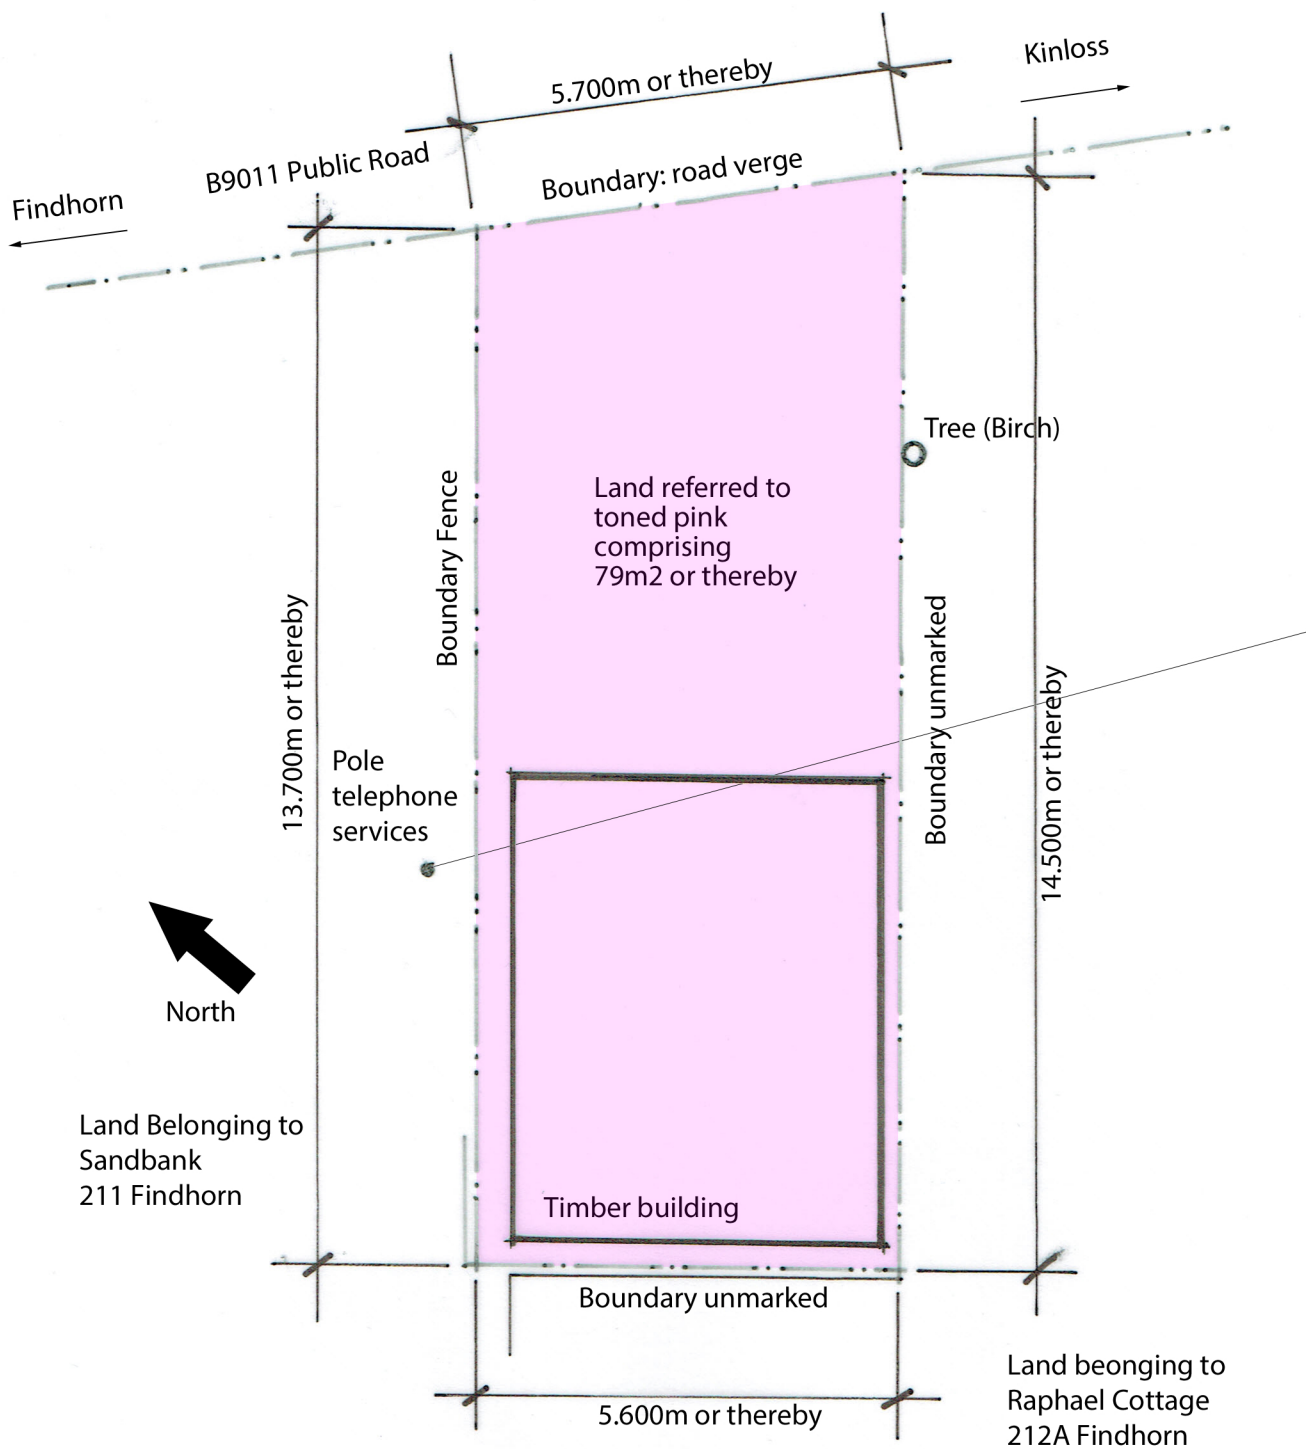 Kinloss
5.700m or thereby
B9011 Public Road
Boundary: road verge
Findhorn
Tree (Birch)
Boundary Fence
Land referred to
toned pink
comprising
79m2 or thereby
13.700m or thereby
Boundary unmarked
14.500m or thereby
Pole
telephone
services
North
Land Belonging to
Sandbank
211 Findhorn
Timber building
Boundary unmarked
5.600m or thereby
Land beonging to
Raphael Cottage
212A Findhorn